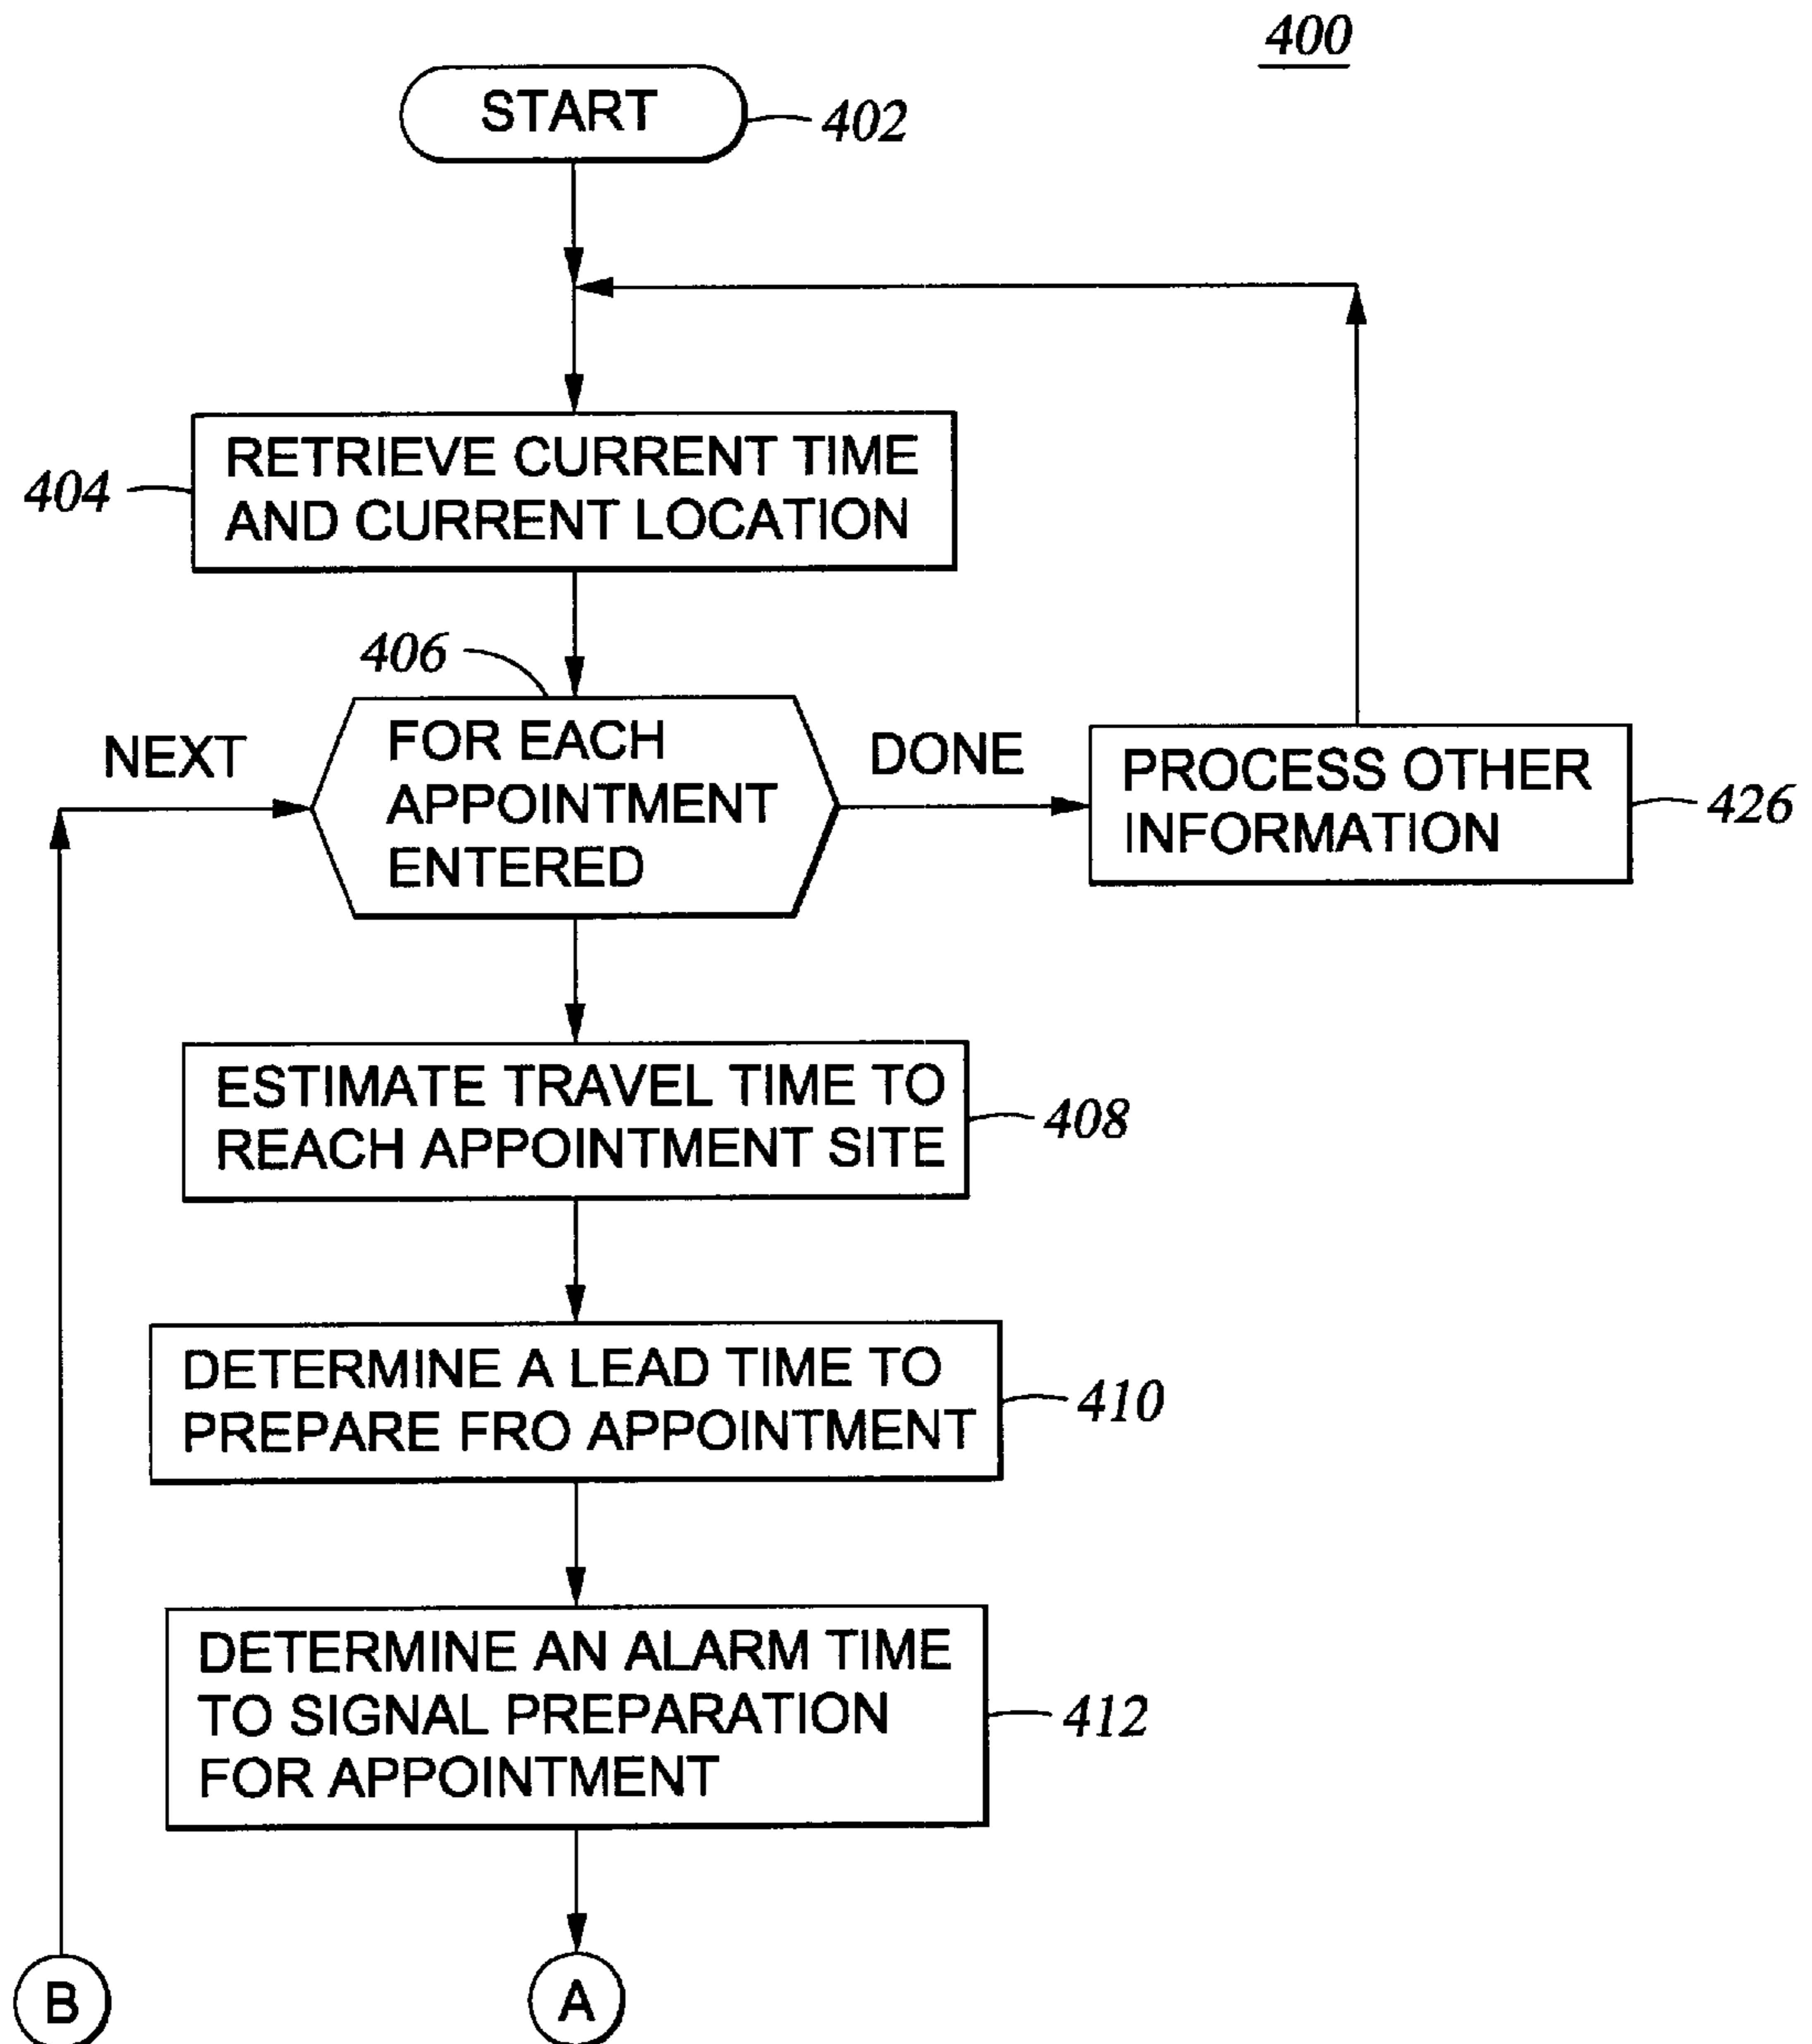 400
START
402
RETRIEVE CURRENT TIME
AND CURRENT LOCATION
404
406
FOR EACH
APPOINTMENT
ENTERED
NEXT
DONE
PROCESS OTHER
INFORMATION
426
ESTIMATE TRAVEL TIME TO
REACH APPOINTMENT SITE
408
DETERMINE A LEAD TIME TO
PREPARE FRO APPOINTMENT
410
DETERMINE AN ALARM TIME
TO SIGNAL PREPARATION
FOR APPOINTMENT
412
B
A